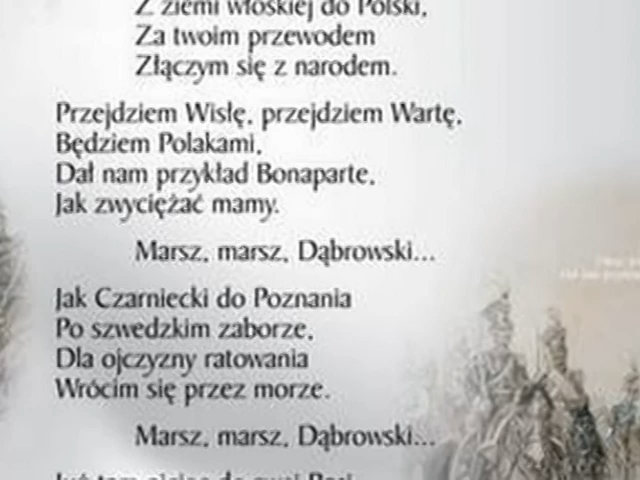 Z ziemi włoskiej do Polski,
Za twoim przewodem
Złączym się z narodem.
Przejdziem Wisłę, przejdziem Wartę,
Będziem Polakami,
Dał nam przykład Bonaparte,
Jak zwyciężać mamy.
Marsz, marsz, Dąbrowski...
Jak Czarniecki do Poznania
Po szwedzkim zaborze,
Dla ojczyzny ratowania
Wrócim się przez morze.
Marsz, marsz, Dąbrowski...